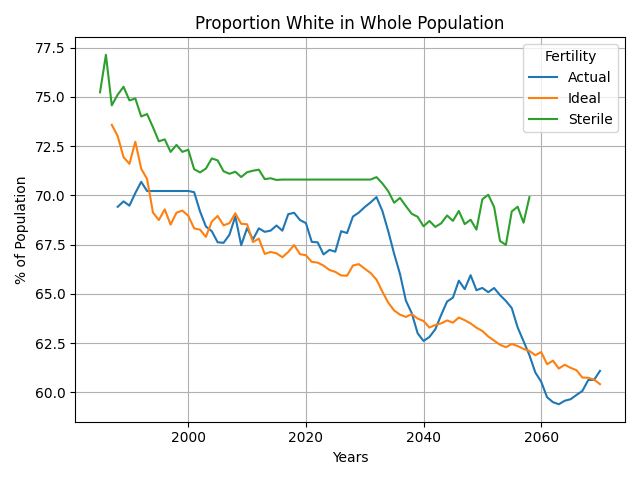 Proportion White in Whole Population
% of Population
77.5
75.0
72.5
70.0
67.5
65.0
62.5
60.0
Fertility
Actual
Ideal
Sterile
2000
2020
2040
2060
Years